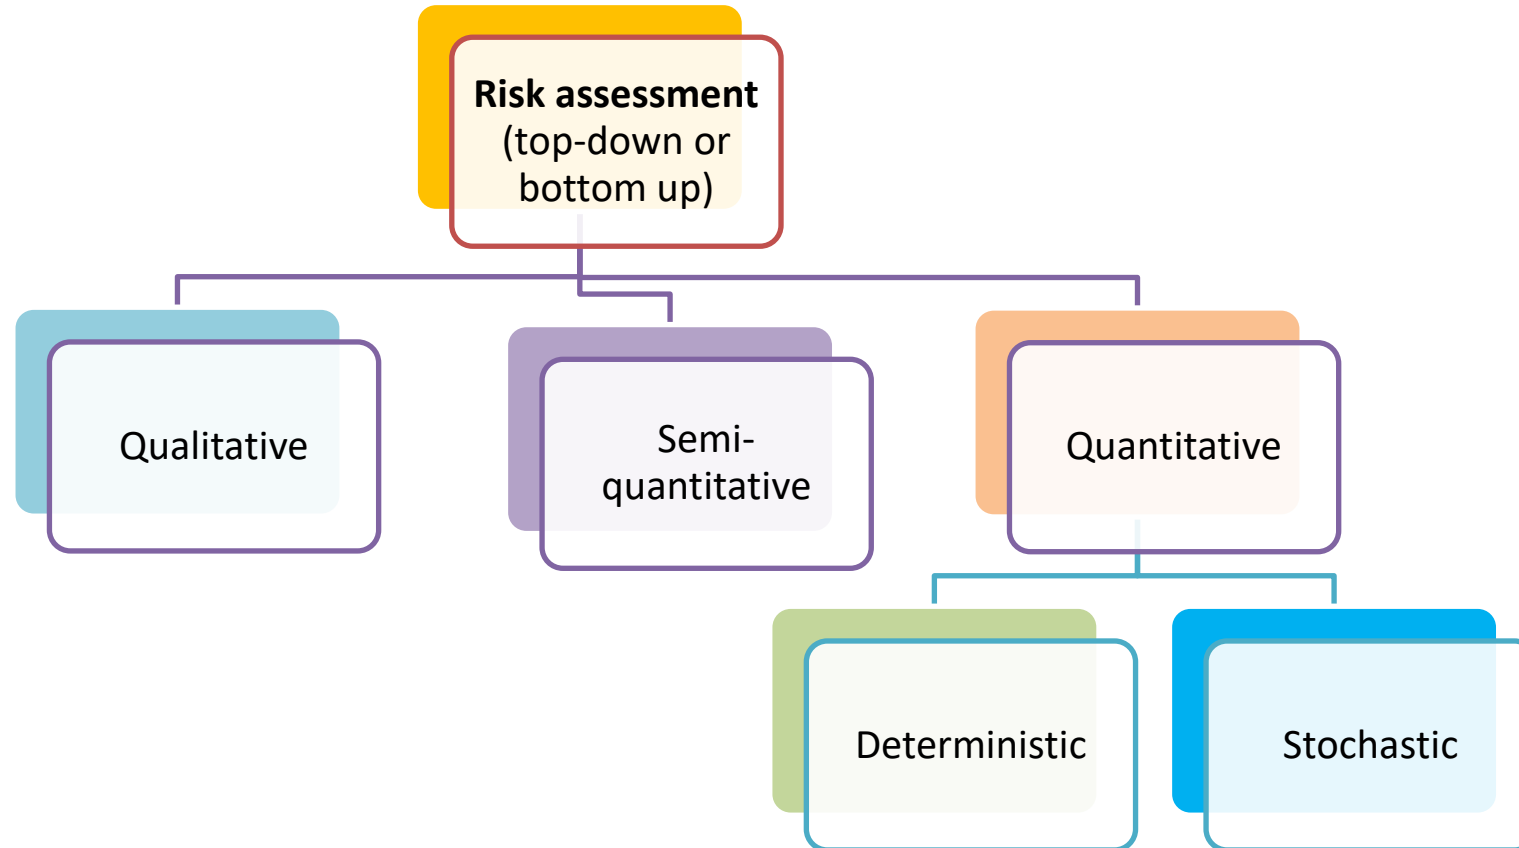 Risk assessment
(top-down or
bottom up)
Qualitative
Semi-
quantitative
Quantitative
Deterministic
Stochastic